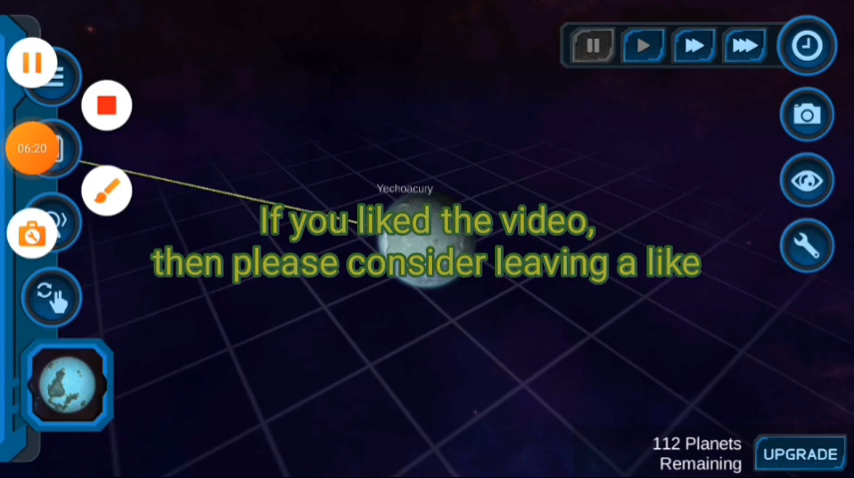 06:20
Yechoacury
If you liked the video,
then please consider leaving a like
112 Planets
Remaining
UPGRADE